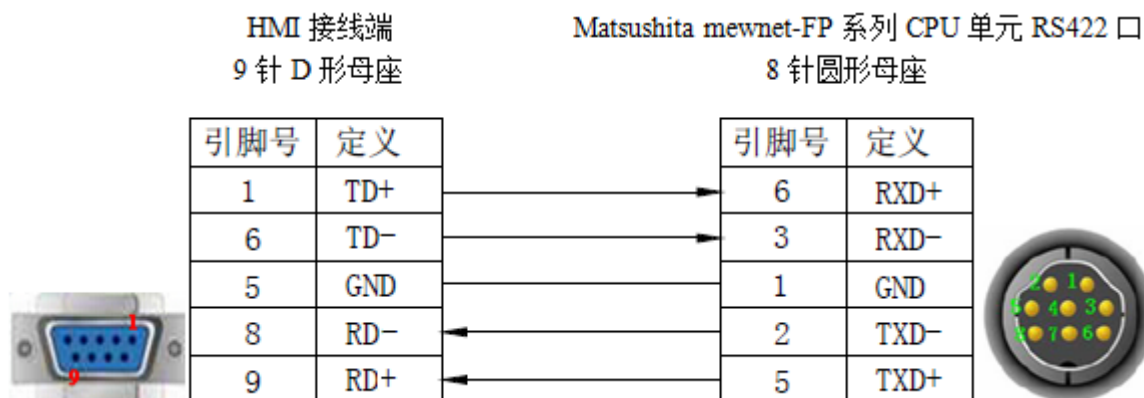 HMI 接线端
9 针 D 形母座
Matsushita mewnet-FP 系列 CPU 单元 RS422 口
8 针圆形母座
引脚号 定义 引脚号 定义
1 TD+ 6 RXD+
6 TD- 3 RXD-
5 GND 1 GND
8 RD- 2 TXD-
9 RD+ 5 TXD+
1
9
2 1
5 4 3
8 7 6